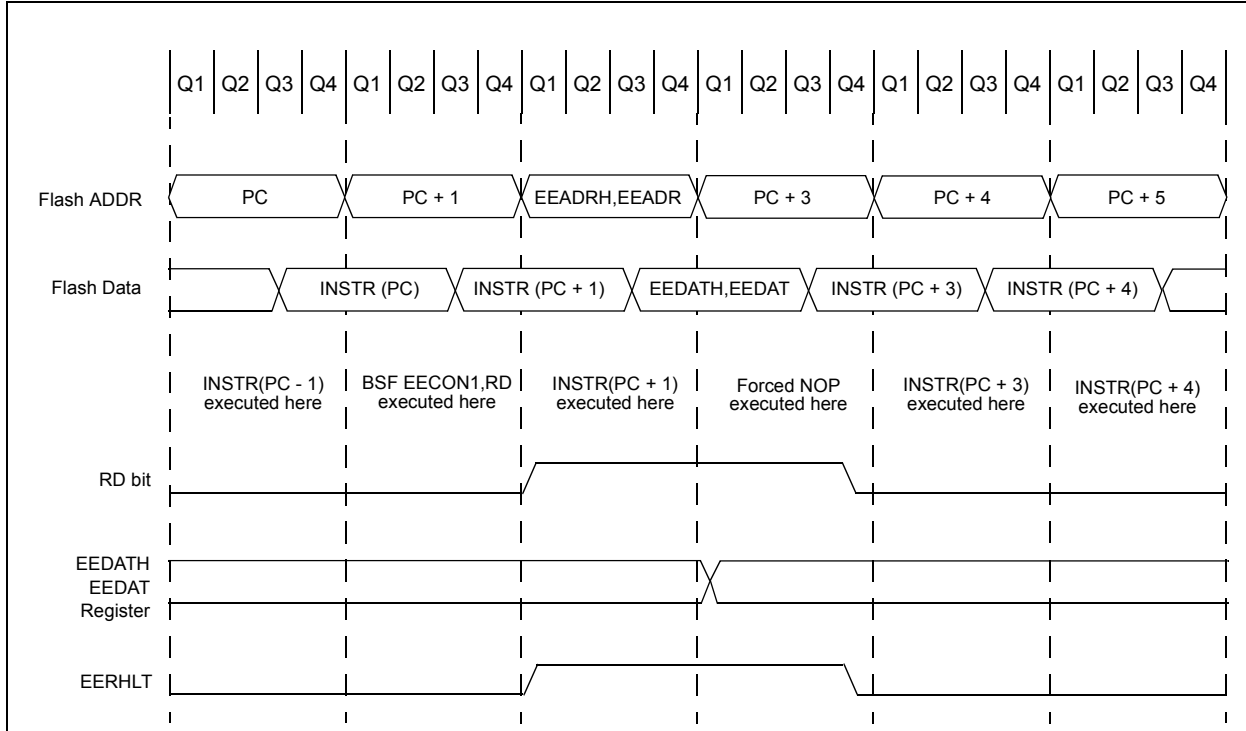 Q1 Q2 Q3 Q4 Q1 Q2 Q3 Q4 Q1 Q2 Q3 Q4 Q1 Q2 Q3 Q4 Q1 Q2 Q3 Q4 Q1 Q2 Q3 Q4
Flash ADDR PC PC + 1 EEADRH,EEADR PC + 3 PC + 4 PC + 5
Flash Data INSTR (PC) INSTR (PC + 1) EEDATH,EEDAT INSTR (PC + 3) INSTR (PC + 4)
INSTR(PC - 1) BSF EECON1,RD INSTR(PC + 1) Forced NOP INSTR(PC + 3) INSTR(PC + 4)
executed here executed here executed here executed here executed here executed here
RD bit
EEDATH
EEDAT
Register
EERHLT